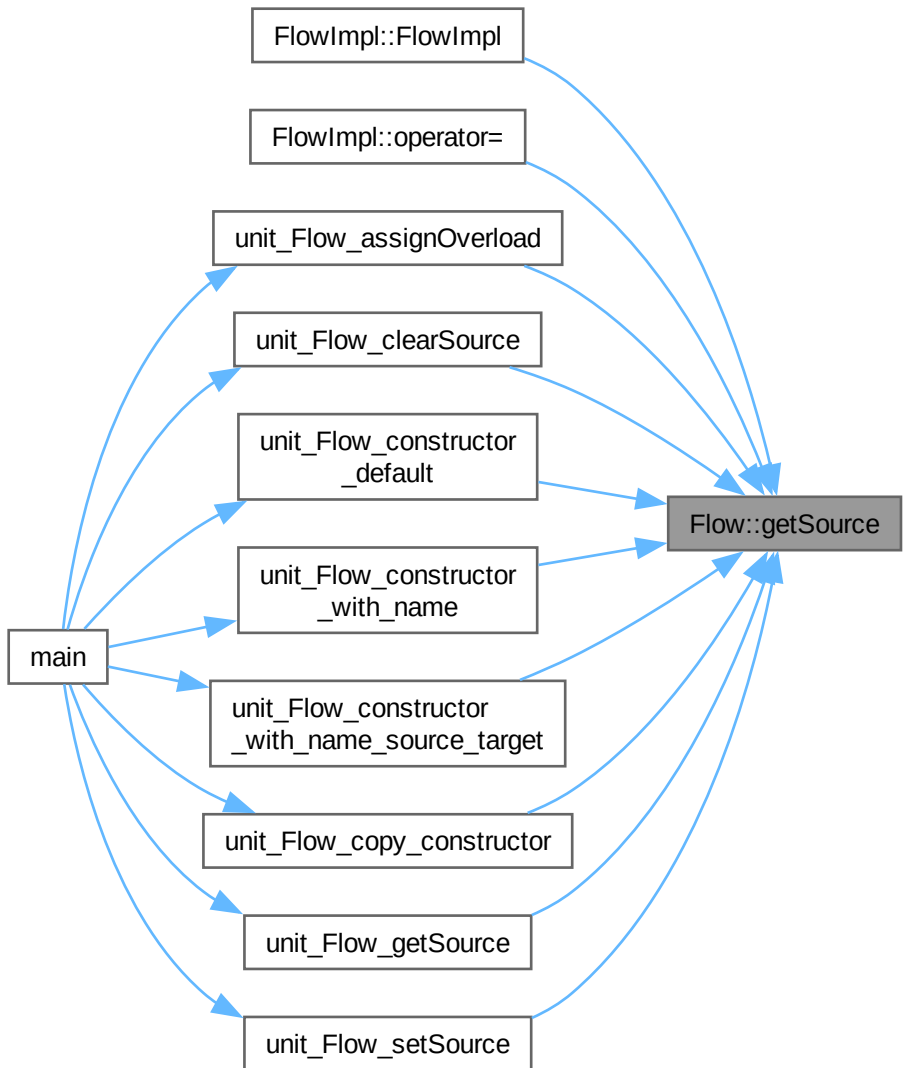 FlowImpl::FlowImpl
FlowImpl::operator=
unit_Flow_assignOverload
unit_Flow_clearSource
unit_Flow_constructor
_default
Flow::getSource
unit_Flow_constructor
_with_name
main
unit_Flow_constructor
_with_name_source_target
unit_Flow_copy_constructor
unit_Flow_getSource
unit_Flow_setSource